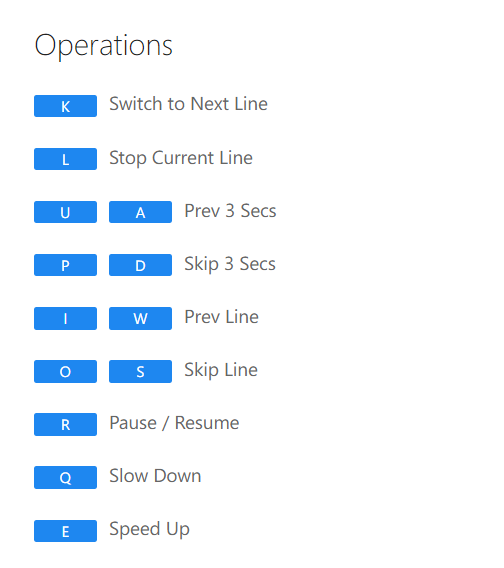 Operations
K Switch to Next Line
L Stop Current Line
U A Prev 3 Secs
P D Skip 3 Secs
I W Prev Line
O S Skip Line
R Pause / Resume
Q Slow Down
E Speed Up